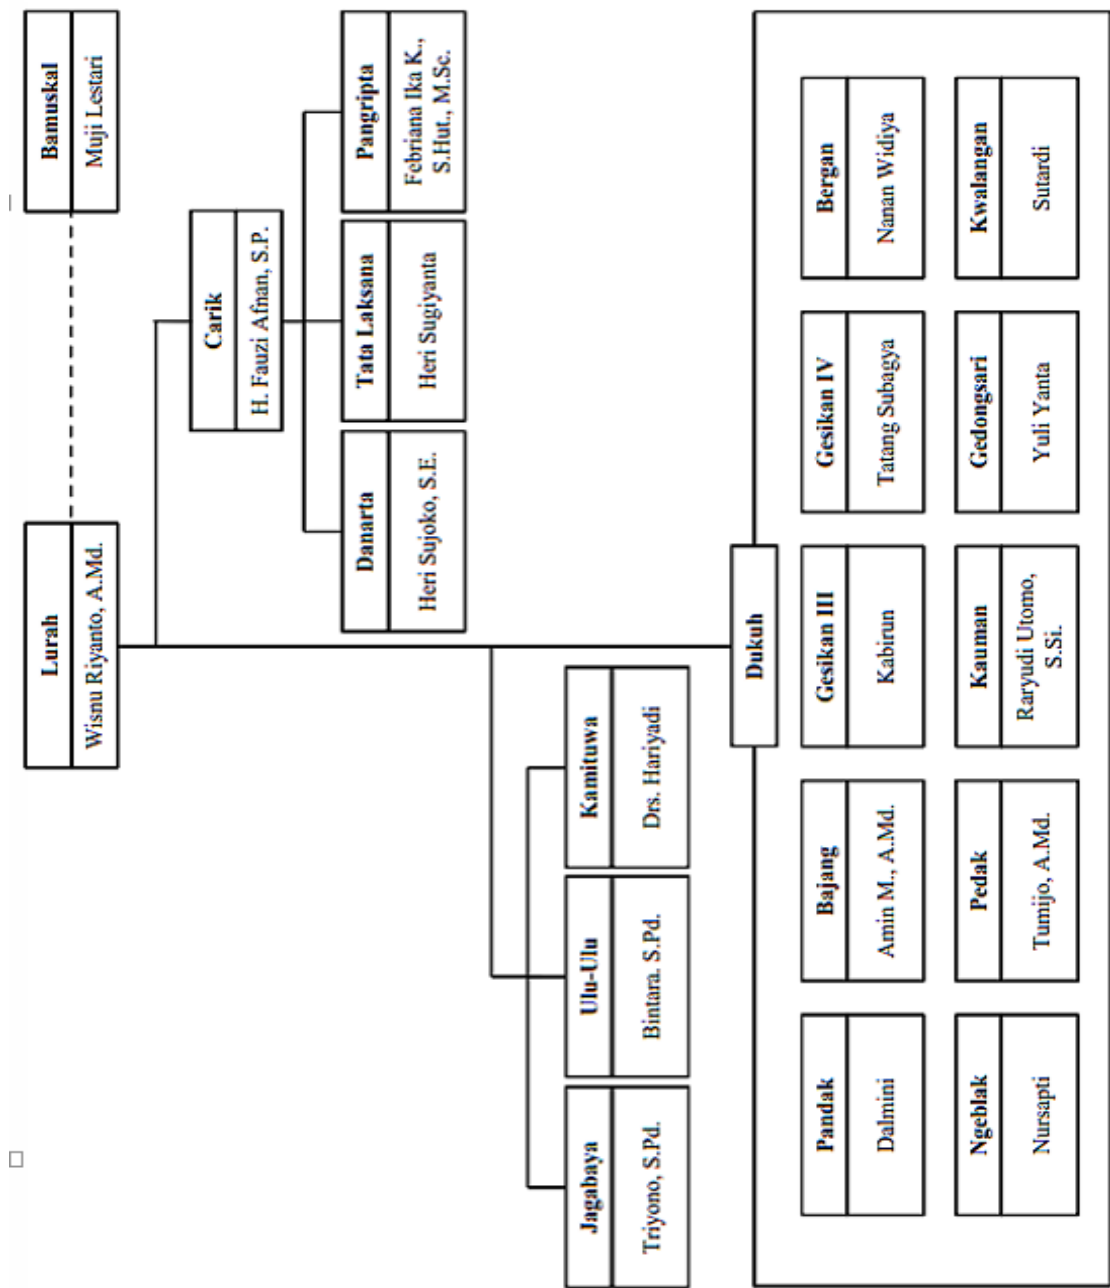 Lurah
Wisnu Riyanto, A.Md.
Bamuskal
Muji Lestari
Carik
H. Fauzi Afnan, S.P.
Danarta
Heri Sujoko, S.E.
Tata Laksana
Heri Sugiyanta
Pangripta
Febriana Ika K.,
S.Hut., M.Sc.
Jagabaya
Triyono, S.Pd.
Ulu-Ulu
Bintara. S.Pd.
Kamituwa
Drs. Hariyadi
Dukuh
Pandak
Dalmini
Bajang
Amin M., A.Md.
Gesikan III
Kabirun
Gesikan IV
Tatang Subagya
Bergan
Nanan Widiya
Ngeblak
Nursapti
Pedak
Tumijo, A.Md.
Kauman
Raryudi Utomo,
S.Si.
Gedongsari
Yuli Yanta
Kwalangan
Sutardi